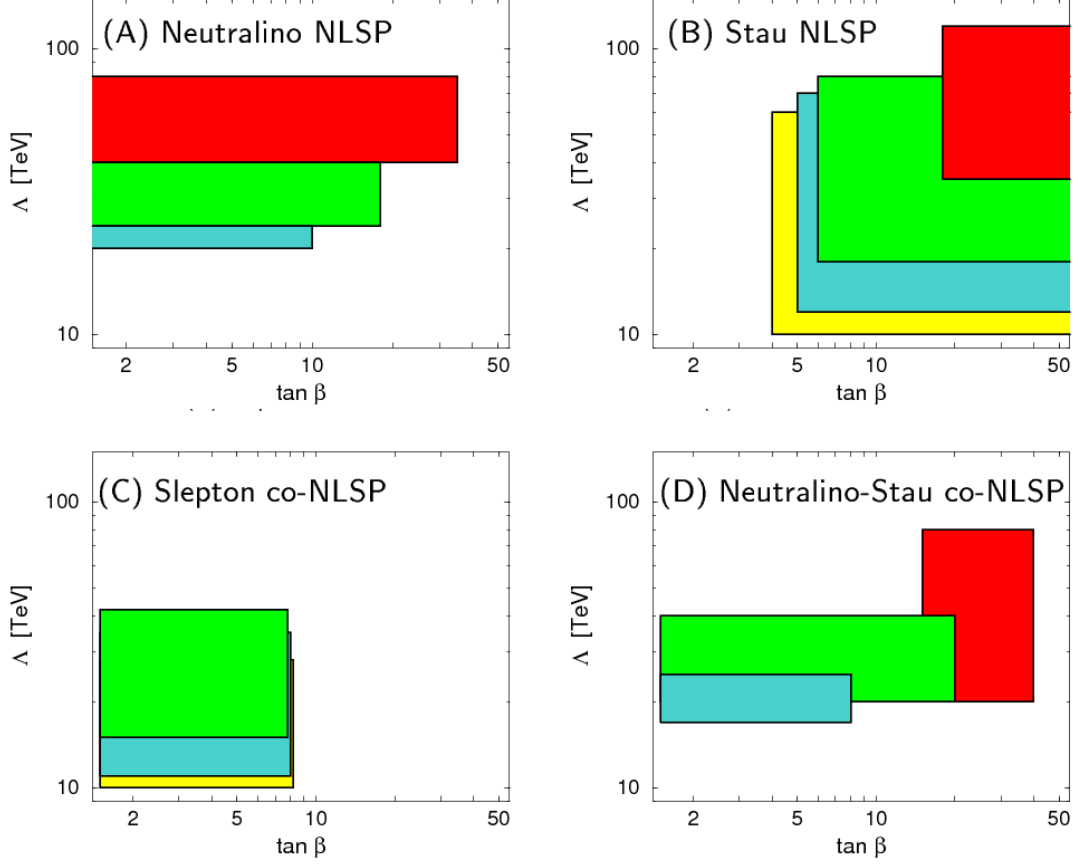 (A) Neutralino NLSP
100
Λ [TeV]
10
2 5 10 50
tan β
(B) Stau NLSP
100
Λ [TeV]
10
2 5 10 50
tan β
(C) Slepton co-NLSP
100
Λ [TeV]
10
2 5 10 50
tan β
(D) Neutralino-Stau co-NLSP
100
Λ [TeV]
10
2 5 10 50
tan β